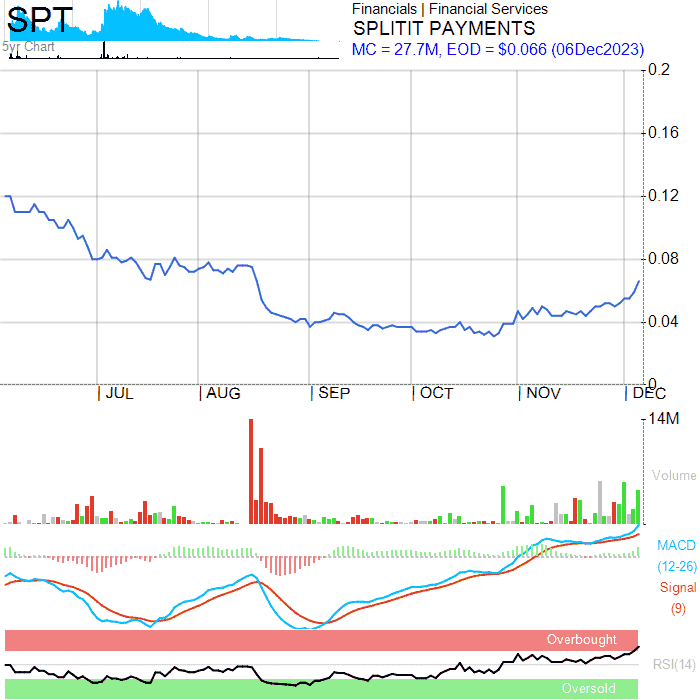 SPT
5yr Chart
Financials | Financial Services
SPLITIT PAYMENTS
MC = 27.7M, EOD = $0.066 (06Dec2023)
0.2
0.16
0.12
0.08
0.04
0
| JUL | AUG | SEP | OCT | NOV | DEC
14M
Volume
MACD
(12-26)
Signal
(9)
Overbought
RSI(14)
Oversold